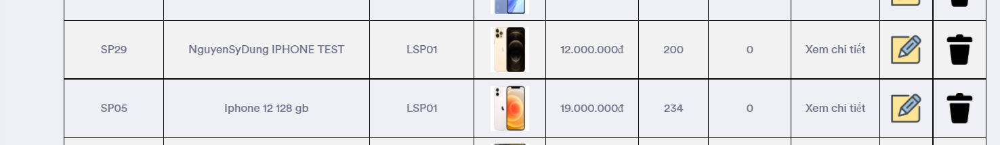 SP29 NguyenSyDung IPHONE TEST LSP01 12.000.000đ 200 0 Xem chi tiết
SP05 Iphone 12 128 gb LSP01 19.000.000đ 234 0 Xem chi tiết